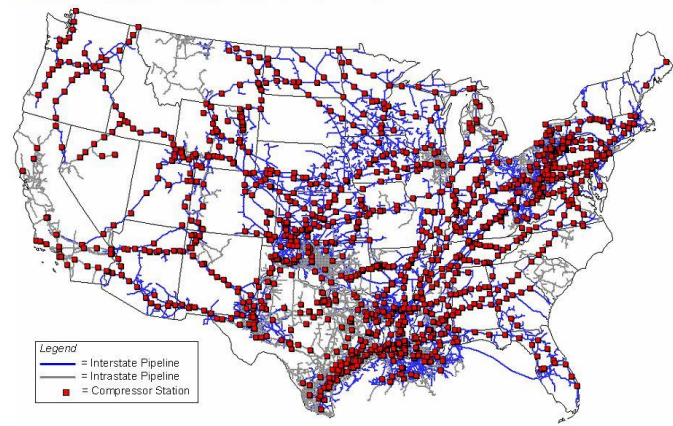 Legend
= Interstate Pipeline
= Intrastate Pipeline
= Compressor Station